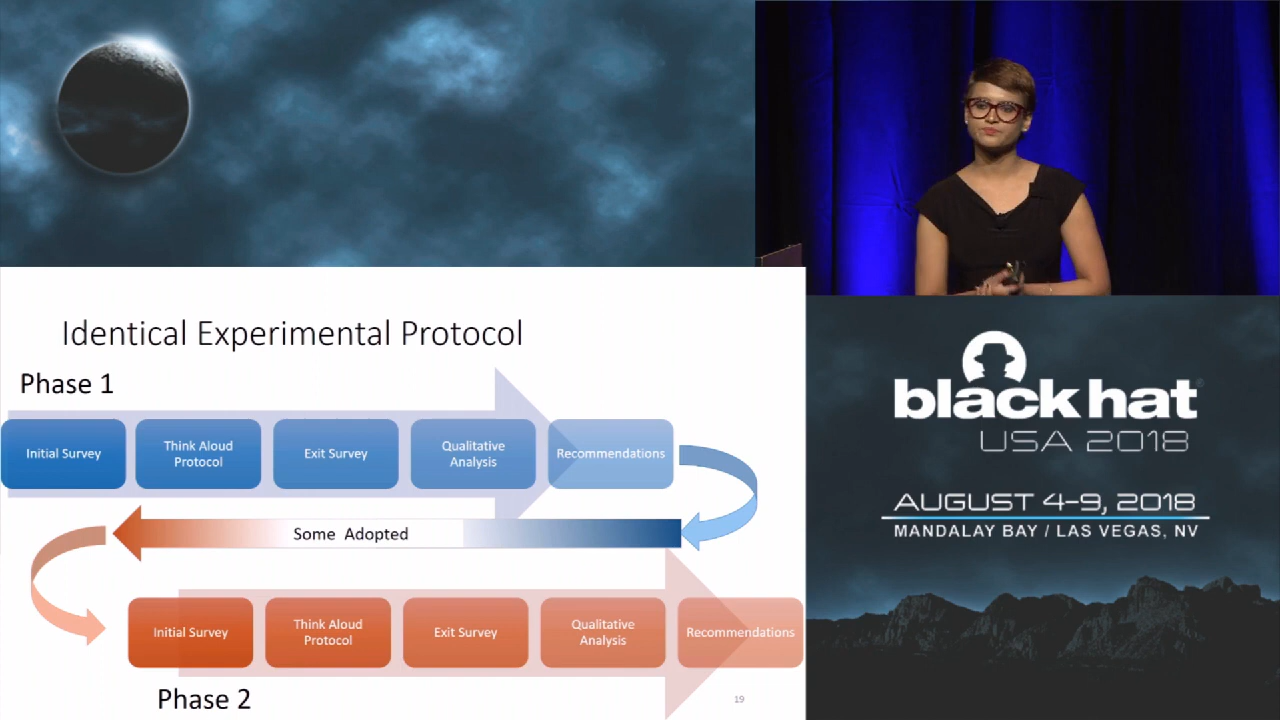 Identical Experimental Protocol
Phase 1
Initial Survey
Think Aloud
Protocol
Exit Survey
Qualitative
Analysis
Recommendations
Some Adopted
Initial Survey
Think Aloud
Protocol
Exit Survey
Qualitative
Analysis
Recommendations
Phase 2
19
black hat
USA 2018
AUGUST 4-9, 2018
MANDALAY BAY / LAS VEGAS, NV